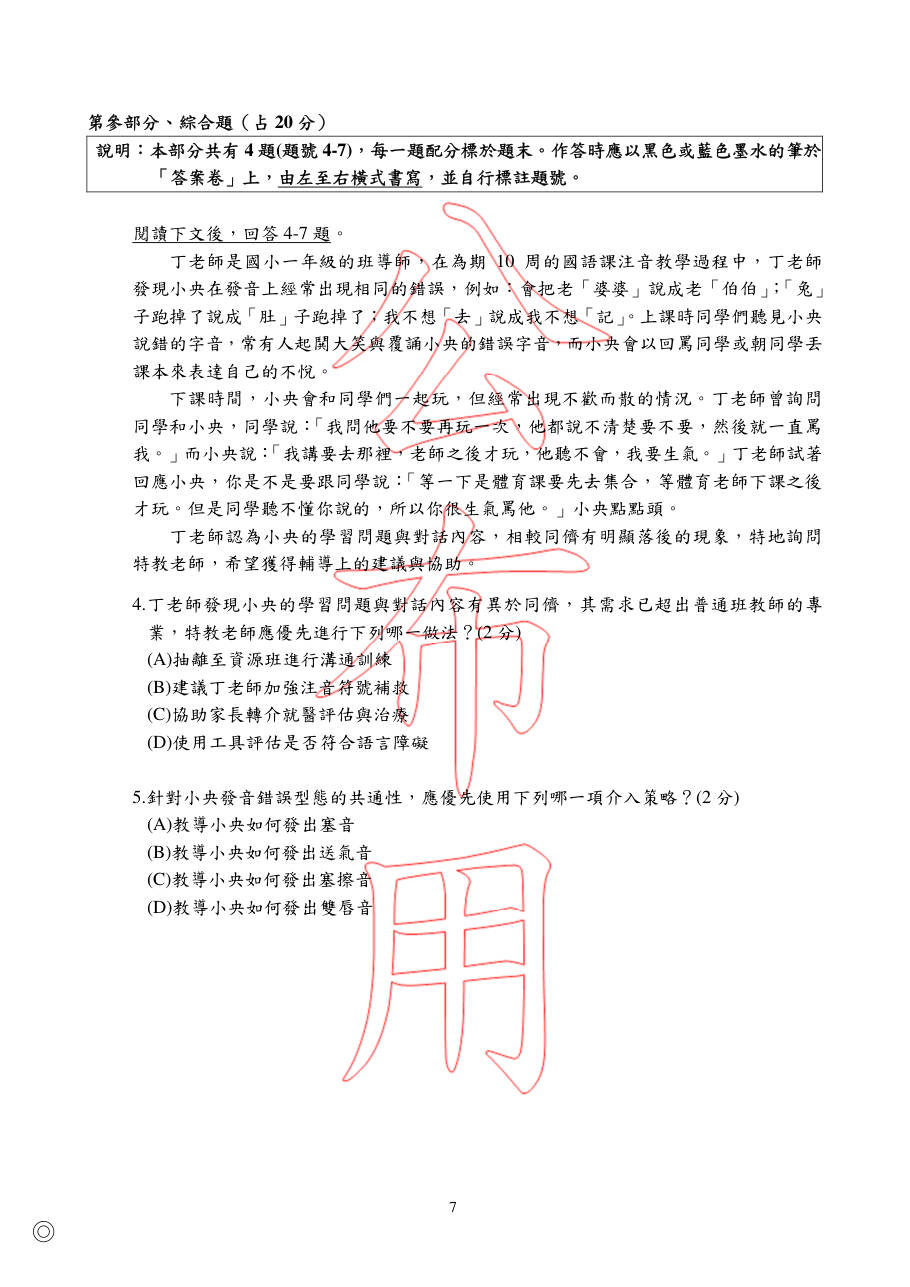 第參部分、綜合題（占 20 分）
說明：本部分共有 4 題(題號 4-7)，每一題配分標於題末。作答時應以黑色或藍色墨水的筆於
「答案卷」上，由左至右橫式書寫，並自行標註題號。
閱讀下文後，回答 4-7 題。
丁老師是國小一年級的班導師，在為期 10 周的國語課注音教學過程中，丁老師
發現小央在發音上經常出現相同的錯誤，例如：會把老「婆婆」說成老「伯伯」；「兔」
子跑掉了說成「肚」子跑掉了；我不想「去」說成我不想「記」。上課時同學們聽見小央
說錯的字音，常有人起鬨大笑與覆誦小央的錯誤字音，而小央會以回罵同學或朝同學丟
課本來表達自己的不悅。
下課時間，小央會和同學們一起玩，但經常出現不歡而散的情況。丁老師曾詢問
同學和小央，同學說：「我問他要不要再玩一次，他都說不清楚要不要，然後就一直罵
我。」而小央說：「我講要去那裡，老師之後才玩，他聽不會，我要生氣。」丁老師試著
回應小央，你是不是要跟同學說：「等一下是體育課要先去集合，等體育老師下課之後
才玩。但是同學聽不懂你說的，所以你很生氣罵他。」小央點點頭。
丁老師認為小央的學習問題與對話內容，相較同儕有明顯落後的現象，特地詢問
特教老師，希望獲得輔導上的建議與協助。
4.丁老師發現小央的學習問題與對話內容有異於同儕，其需求已超出普通班教師的專
業，特教老師應優先進行下列哪一做法？(2 分)
(A)抽離至資源班進行溝通訓練
(B)建議丁老師加強注音符號補救
(C)協助家長轉介就醫評估與治療
(D)使用工具評估是否符合語言障礙
5.針對小央發音錯誤型態的共通性，應優先使用下列哪一項介入策略？(2 分)
(A)教導小央如何發出塞音
(B)教導小央如何發出送氣音
(C)教導小央如何發出塞擦音
(D)教導小央如何發出雙唇音
公布用
7